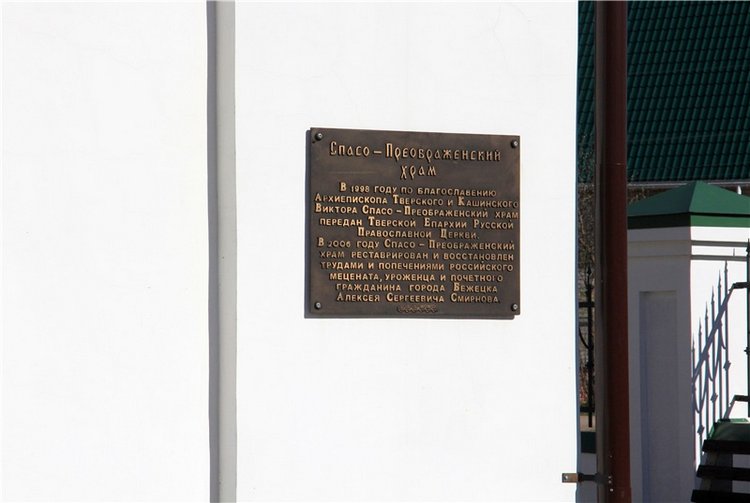 Спасо – Преображенский
храм
В 1998 году по благославению
Архиепископа Тверского и Кашинского
Виктора Спасо – Преображенский храм
передан Тверской Епархии Русской
Православной Церкви.
В 2006 году Спасо – Преображенский
храм реставрирован и восстановлен
трудами и попечениями российского
мецената, уроженца и почетного
гражданина города Бежецка
Алексея Сергеевича Смирнова